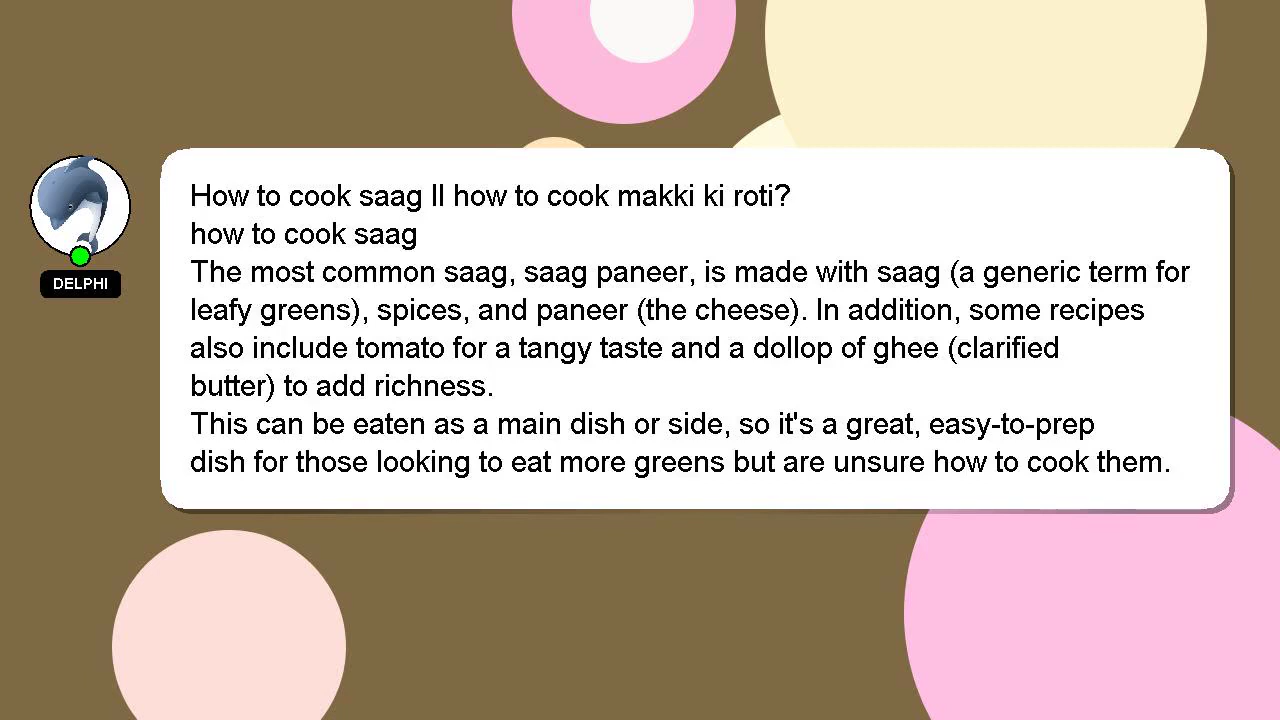 How to cook saag ll how to cook makki ki roti?
how to cook saag
The most common saag, saag paneer, is made with saag (a generic term for
leafy greens), spices, and paneer (the cheese). In addition, some recipes
also include tomato for a tangy taste and a dollop of ghee (clarified
butter) to add richness.
This can be eaten as a main dish or side, so it's a great, easy-to-prep
dish for those looking to eat more greens but are unsure how to cook them.
DELPHI